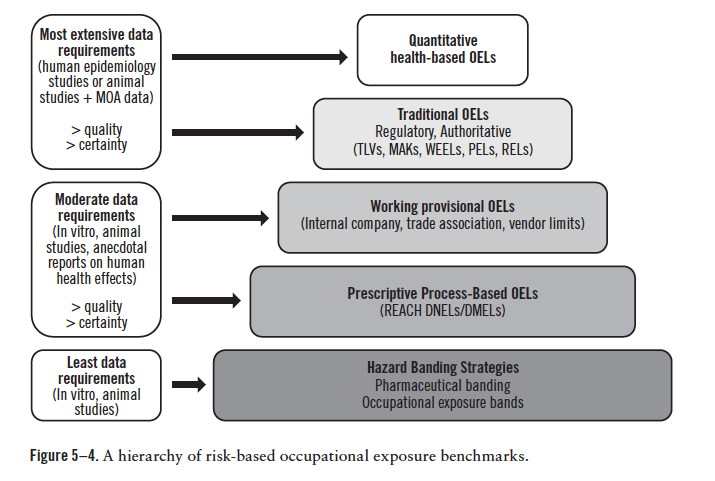 Most extensive data
requirements
(human epidemiology
studies or animal
studies + MOA data)
> quality
> certainty
Quantitative
health-based OELs
Traditional OELs
Regulatory, Authoritative
(TLVs, MAKs, WEELs, PELs, RELs)
Moderate data
requirements
(In vitro, animal
studies, anecdotal
reports on human
health effects)
> quality
> certainty
Working provisional OELs
(Internal company, trade association, vendor limits)
Prescriptive Process-Based OELs
(REACH DNELs/DMELs)
Least data
requirements
(In vitro, animal
studies)
Hazard Banding Strategies
Pharmaceutical banding
Occupational exposure bands
Figure 5–4. A hierarchy of risk-based occupational exposure benchmarks.